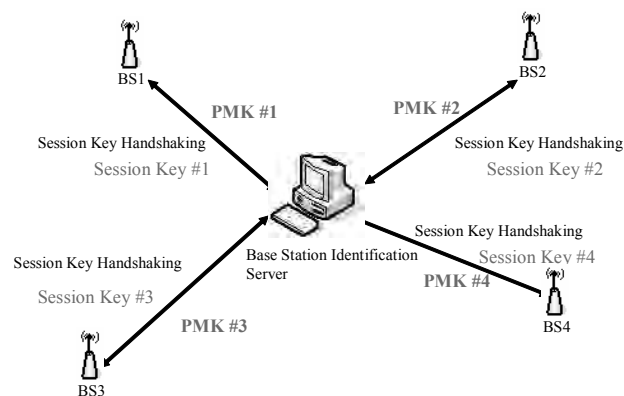 BS1
BS2
PMK #1
PMK #2
Session Key Handshaking
Session Key #1
Session Key Handshaking
Session Key #2
Session Key Handshaking
Session Key #4
Base Station Identification
Server
Session Key Handshaking
Session Key #3
PMK #4
PMK #3
BS4
BS3